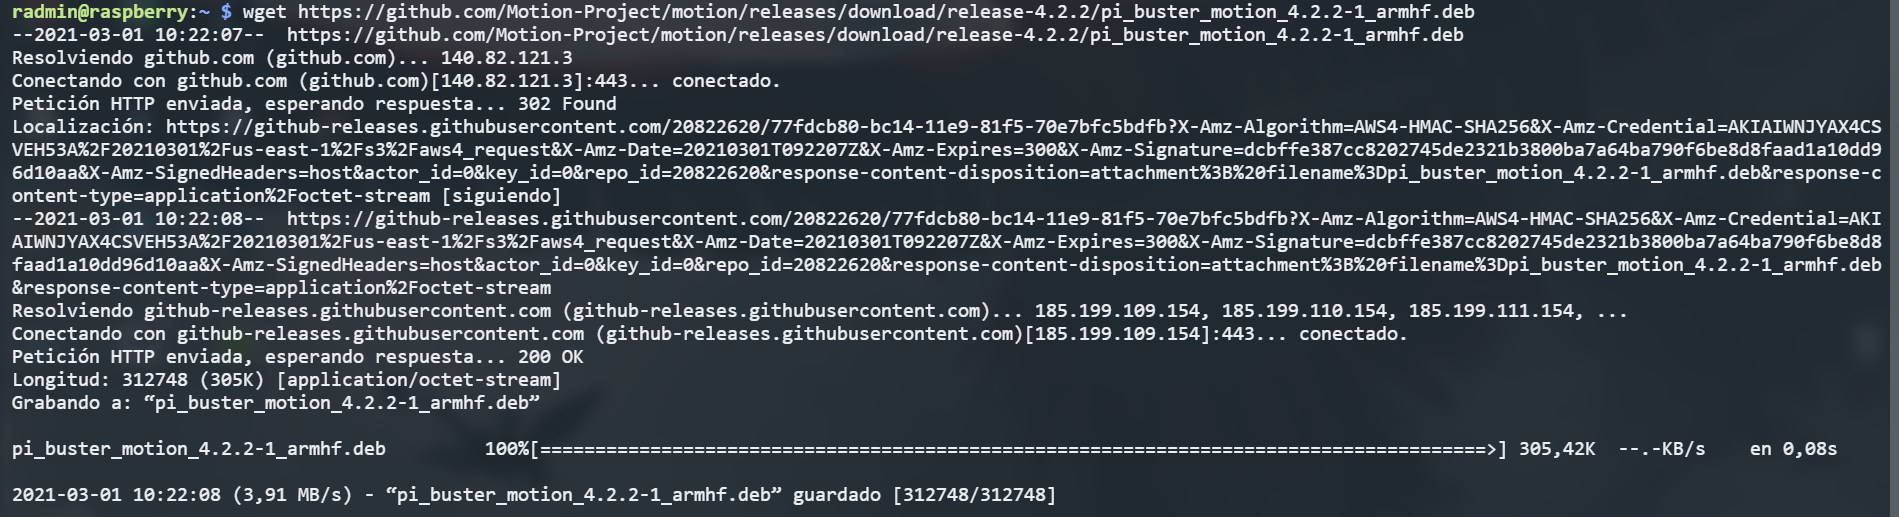 radmin@raspberry:~ $ wget https://github.com/Motion-Project/motion/releases/download/release-4.2.2/pi_buster_motion_4.2.2-1_armhf.deb
--2021-03-01 10:22:07--  https://github.com/Motion-Project/motion/releases/download/release-4.2.2/pi_buster_motion_4.2.2-1_armhf.deb
Resolviendo github.com (github.com)... 140.82.121.3
Conectando con github.com (github.com)[140.82.121.3]:443... conectado.
Petición HTTP enviada, esperando respuesta... 302 Found
Localización: https://github-releases.githubusercontent.com/20822620/77fdcb80-bc14-11e9-81f5-70e7bfc5bdfb?X-Amz-Algorithm=AWS4-HMAC-SHA256&X-Amz-Credential=AKIAIWNJYAX4CS
VEH53A%2F20210301%2Fus-east-1%2Fs3%2Faws4_request&X-Amz-Date=20210301T092207Z&X-Amz-Expires=300&X-Amz-Signature=dcbffe387cc8202745de2321b3800ba7a64ba790f6be8d8faad1a10dd9
6d10aa&X-Amz-SignedHeaders=host&actor_id=0&key_id=0&repo_id=20822620&response-content-disposition=attachment%3B%20filename%3Dpi_buster_motion_4.2.2-1_armhf.deb&response-c
ontent-type=application%2Foctet-stream [siguiendo]
--2021-03-01 10:22:08--  https://github-releases.githubusercontent.com/20822620/77fdcb80-bc14-11e9-81f5-70e7bfc5bdfb?X-Amz-Algorithm=AWS4-HMAC-SHA256&X-Amz-Credential=AKI
AIWNJYAX4CSVEH53A%2F20210301%2Fus-east-1%2Fs3%2Faws4_request&X-Amz-Date=20210301T092207Z&X-Amz-Expires=300&X-Amz-Signature=dcbffe387cc8202745de2321b3800ba7a64ba790f6be8d8
faad1a10dd96d10aa&X-Amz-SignedHeaders=host&actor_id=0&key_id=0&repo_id=20822620&response-content-disposition=attachment%3B%20filename%3Dpi_buster_motion_4.2.2-1_armhf.deb
&response-content-type=application%2Foctet-stream
Resolviendo github-releases.githubusercontent.com (github-releases.githubusercontent.com)... 185.199.109.154, 185.199.110.154, 185.199.111.154, ...
Conectando con github-releases.githubusercontent.com (github-releases.githubusercontent.com)[185.199.109.154]:443... conectado.
Petición HTTP enviada, esperando respuesta... 200 OK
Longitud: 312748 (305K) [application/octet-stream]
Grabando a: “pi_buster_motion_4.2.2-1_armhf.deb”
pi_buster_motion_4.2.2-1_armhf.deb         100%[======================================================================================>] 305,42K  --.-KB/s    en 0,08s
2021-03-01 10:22:08 (3,91 MB/s) - “pi_buster_motion_4.2.2-1_armhf.deb” guardado [312748/312748]